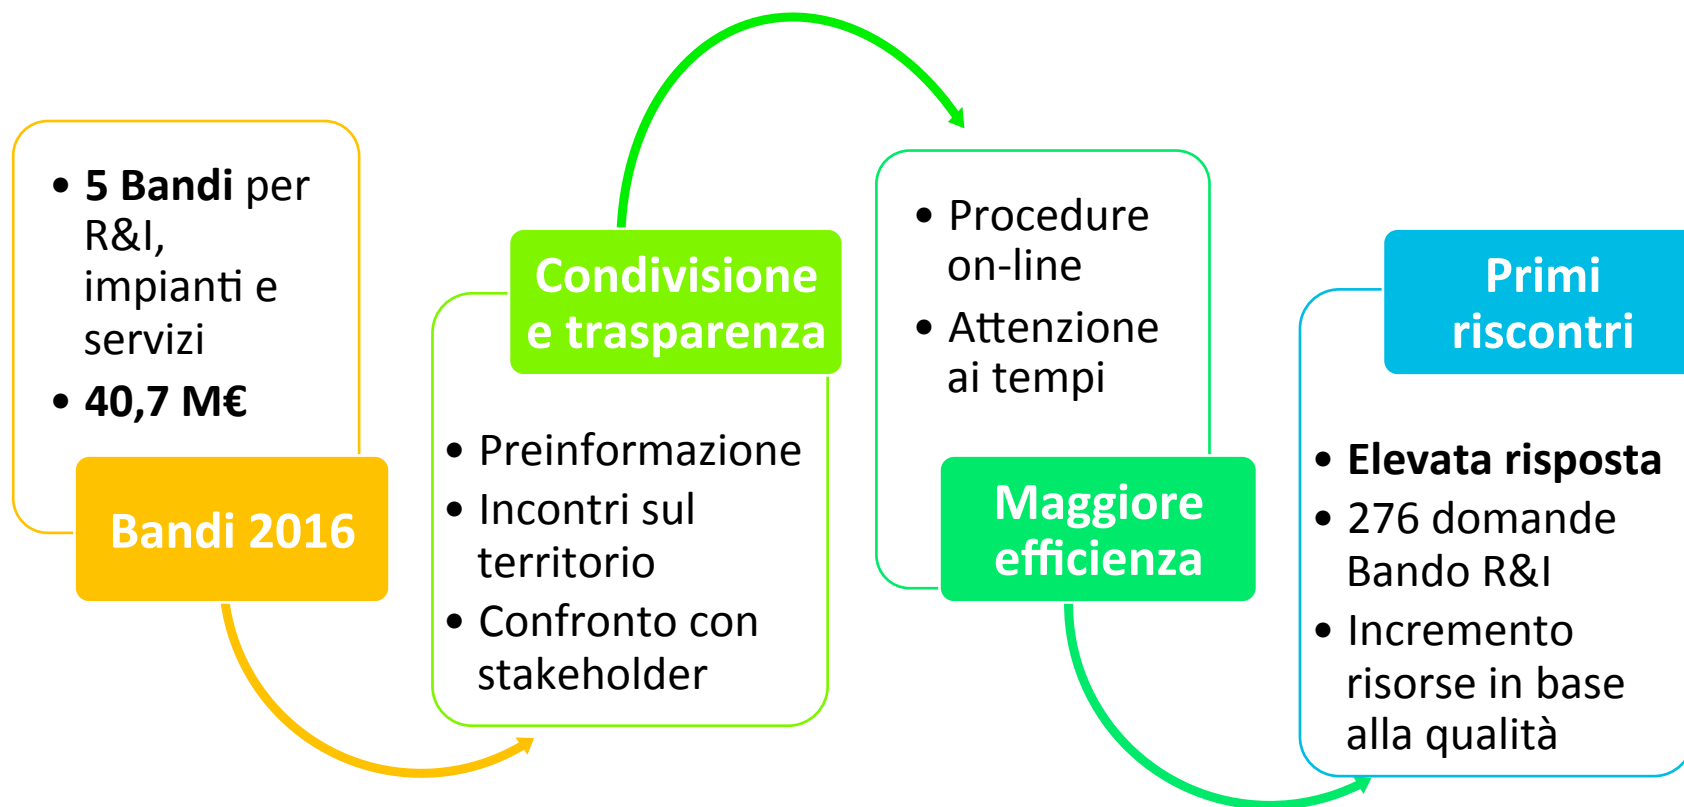 • 5 Bandi per
R&I,
impianti e
servizi
• 40,7 M€
Bandi 2016
Condivisione
e trasparenza
• Preinformazione
• Incontri sul
territorio
• Confronto con
stakeholder
• Procedure
on-line
• Attenzione
ai tempi
Maggiore
efficienza
Primi
riscontri
• Elevata risposta
• 276 domande
Bando R&I
• Incremento
risorse in base
alla qualità